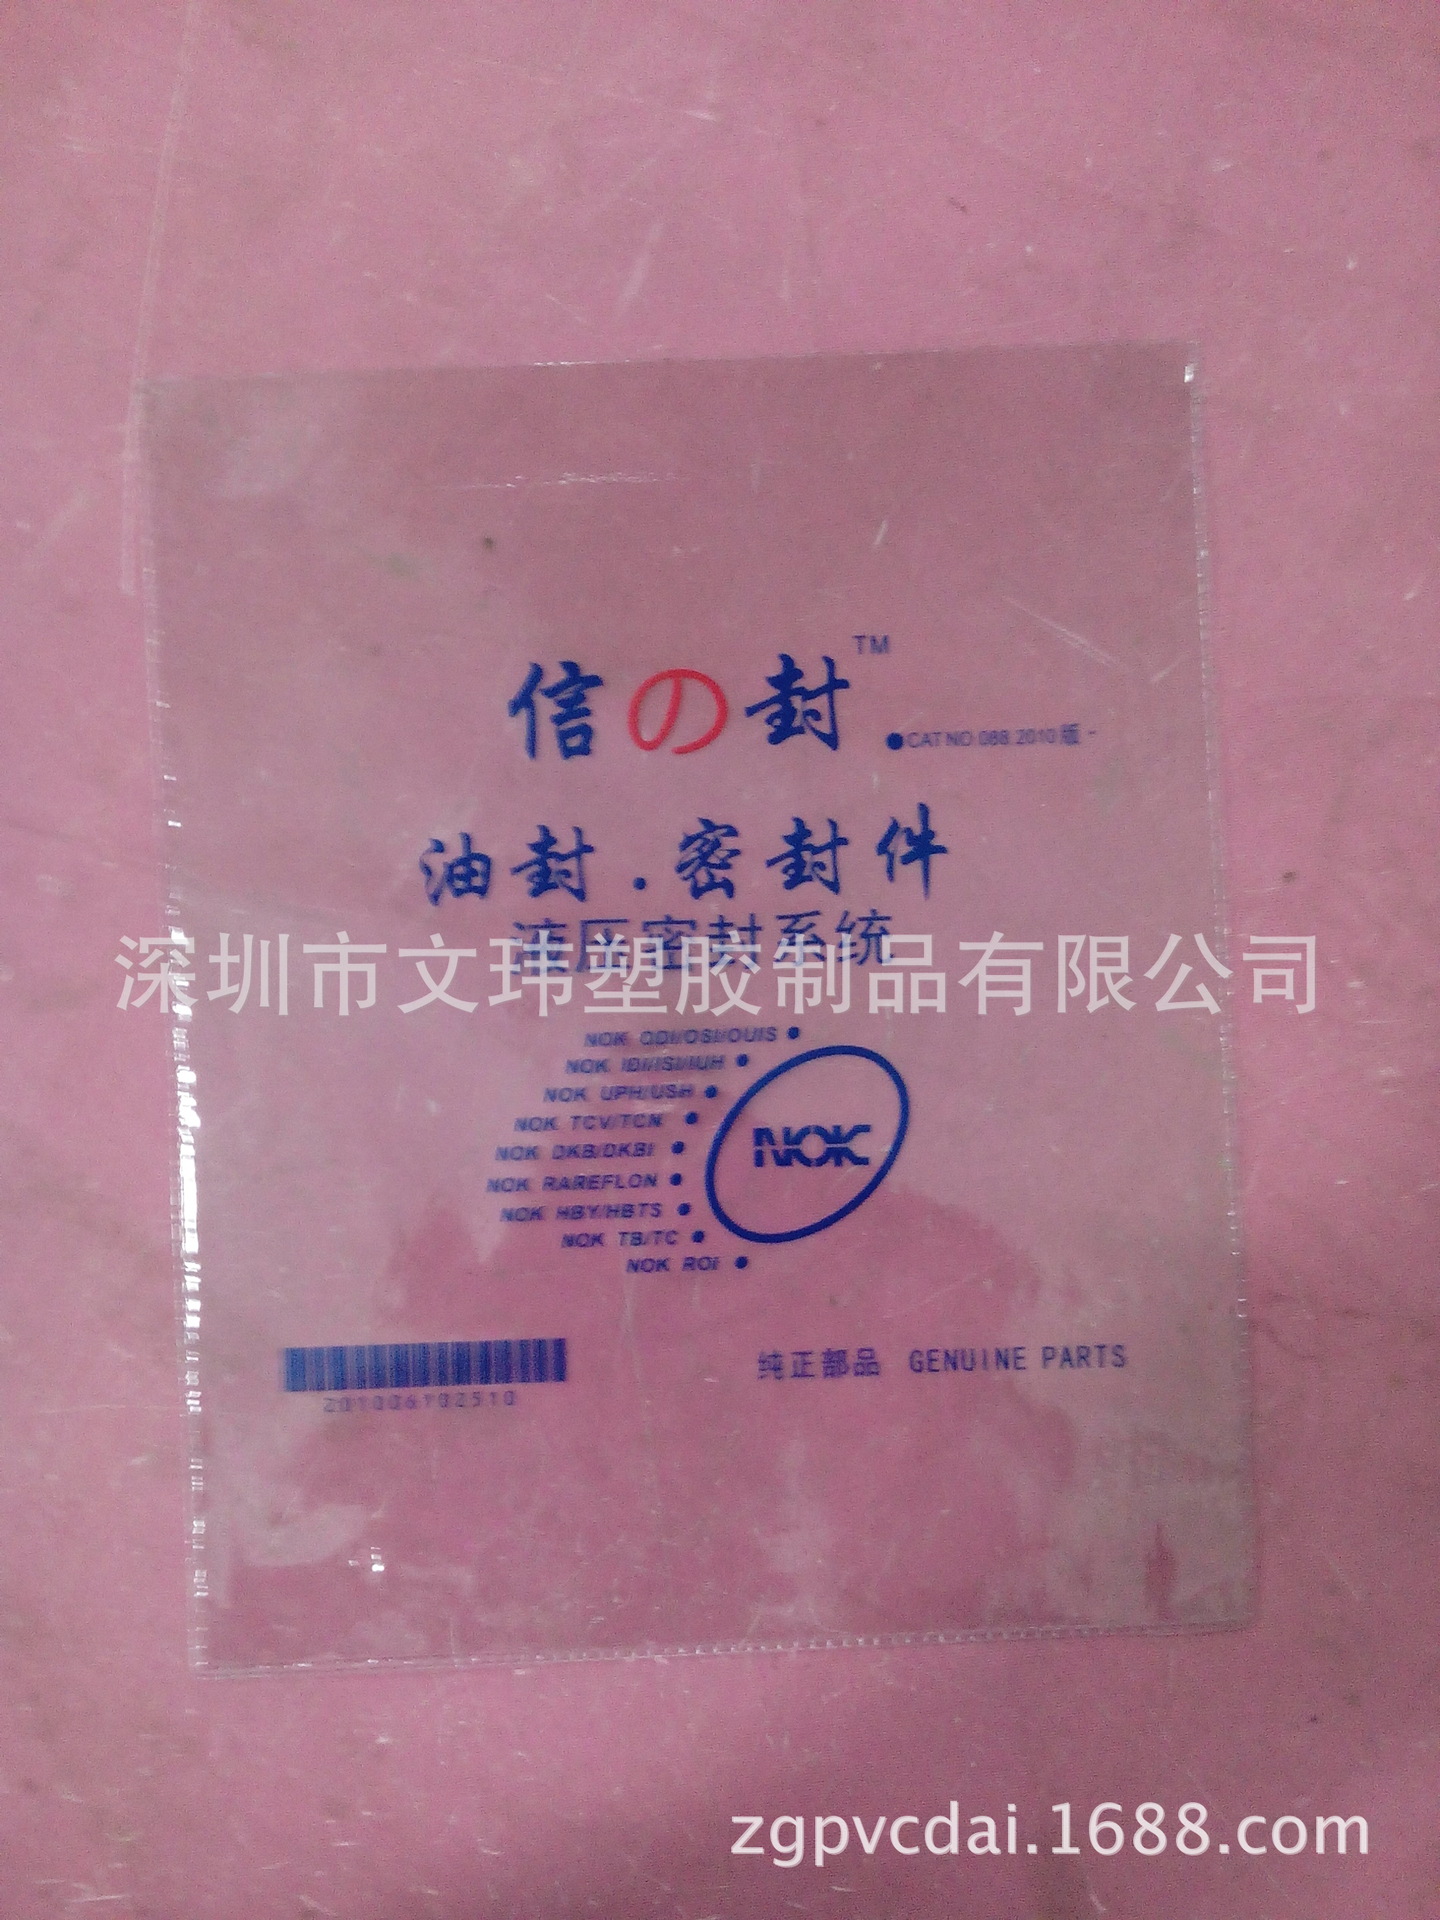 信の封™
●CAT NO 088 2010版-
油封.密封件
液压密封系统
深圳市文玮塑胶制品有限公司
NOK ODI/OSI/OUIS ●
NOK IDI/ISI/IUH ●
NOK UPH/USH ●
NOK TCV/TCN ●
NOK DKB/DKBI ●
NOK RAREFLON ●
NOK HBY/HBTS ●
NOK TB/TC ●
NOK ROI ●
NOK
201006102510
纯正部品 GENUINE PARTS
zgpvcdai.1688.com